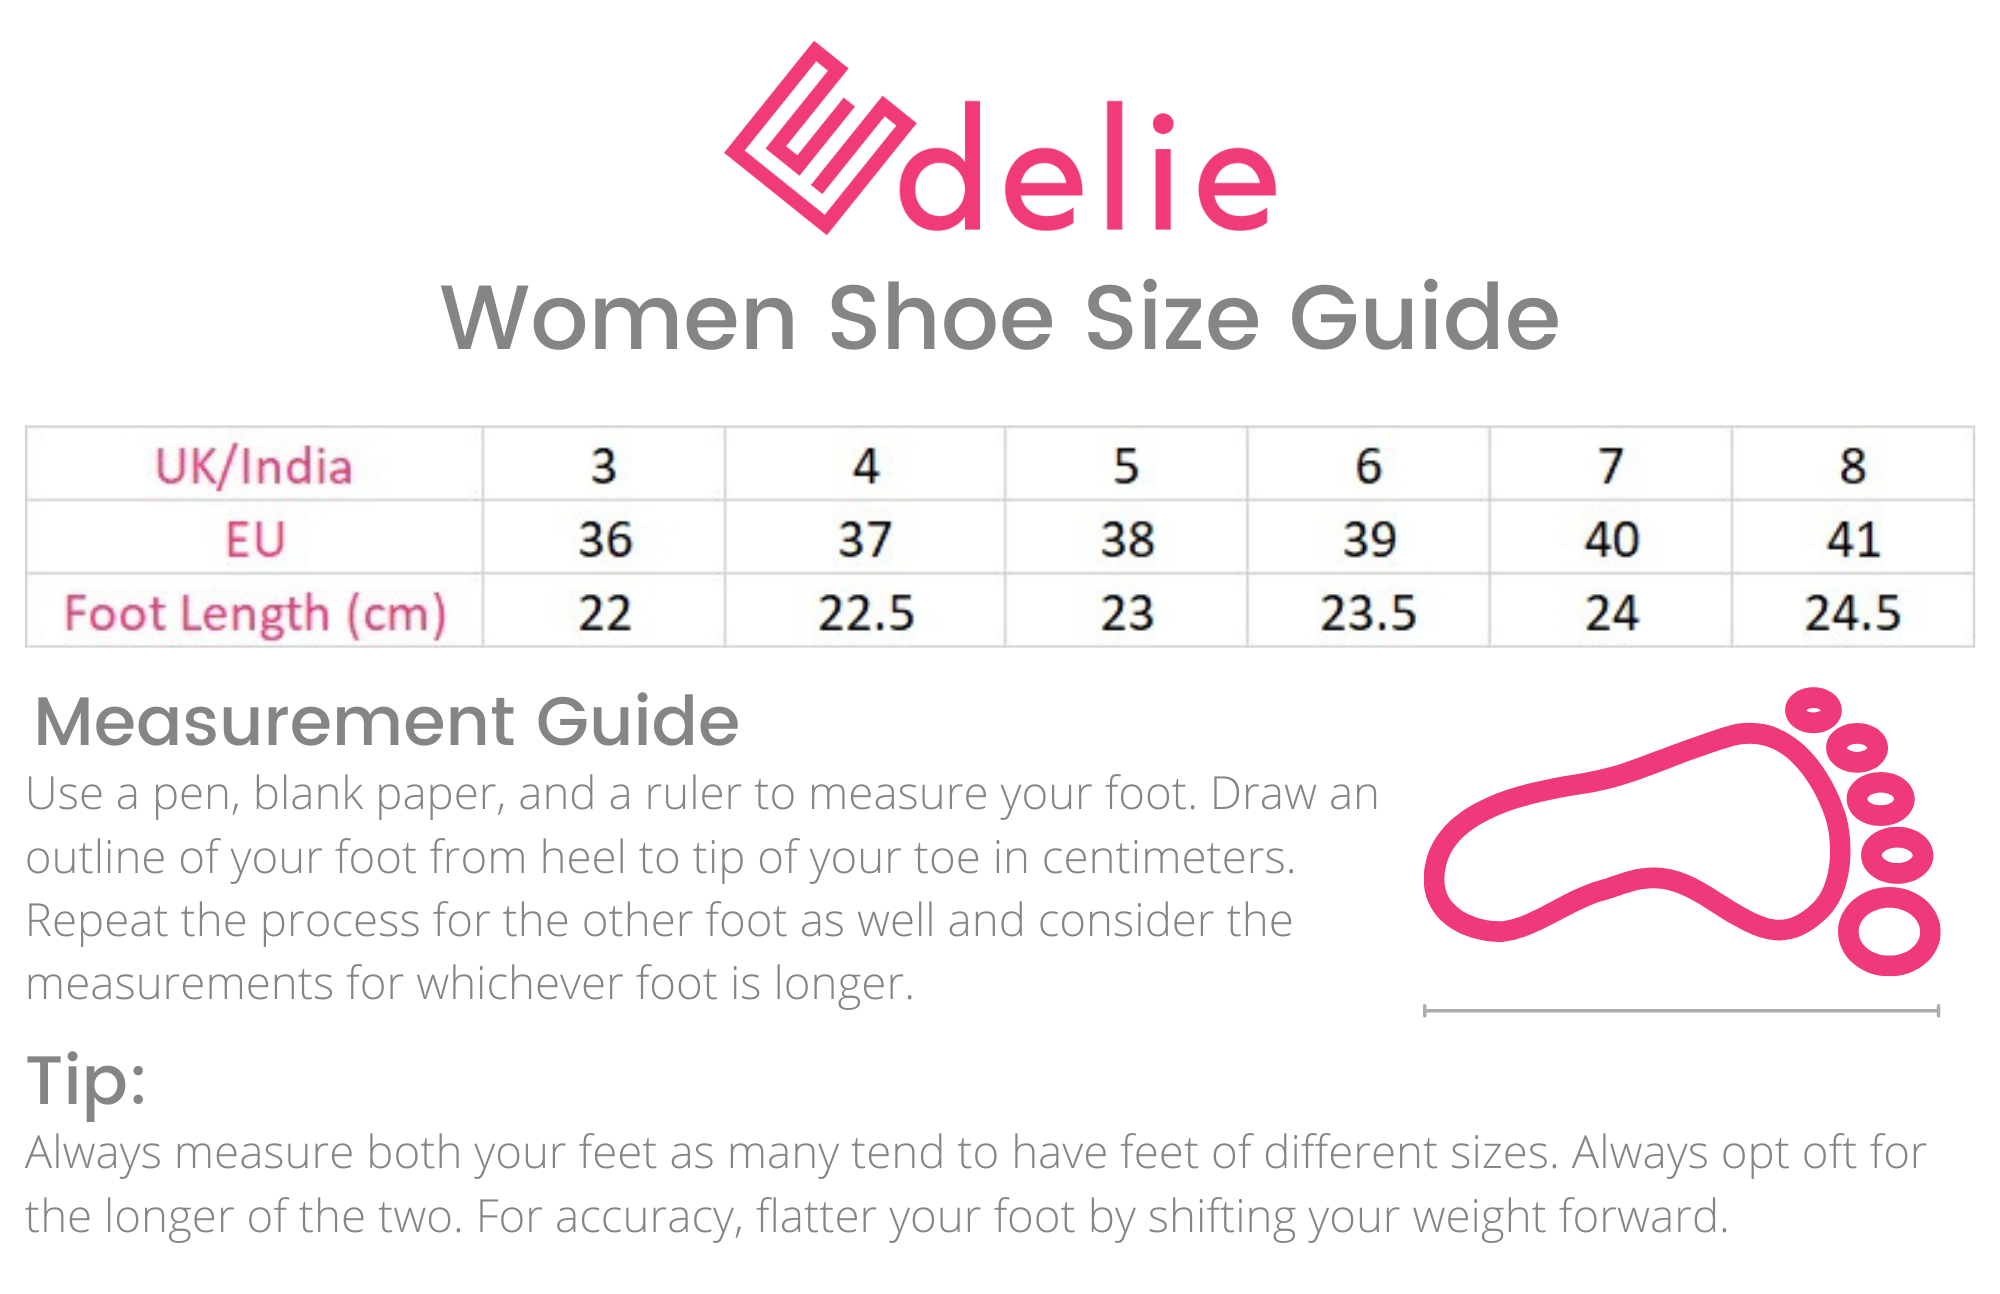 Edelie
Women Shoe Size Guide
UK/India 3 4 5 6 7 8
EU 36 37 38 39 40 41
Foot Length (cm) 22 22.5 23 23.5 24 24.5
Measurement Guide
Use a pen, blank paper, and a ruler to measure your foot. Draw an
outline of your foot from heel to tip of your toe in centimeters.
Repeat the process for the other foot as well and consider the
measurements for whichever foot is longer.
Tip:
Always measure both your feet as many tend to have feet of different sizes. Always opt oft for
the longer of the two. For accuracy, flatter your foot by shifting your weight forward.